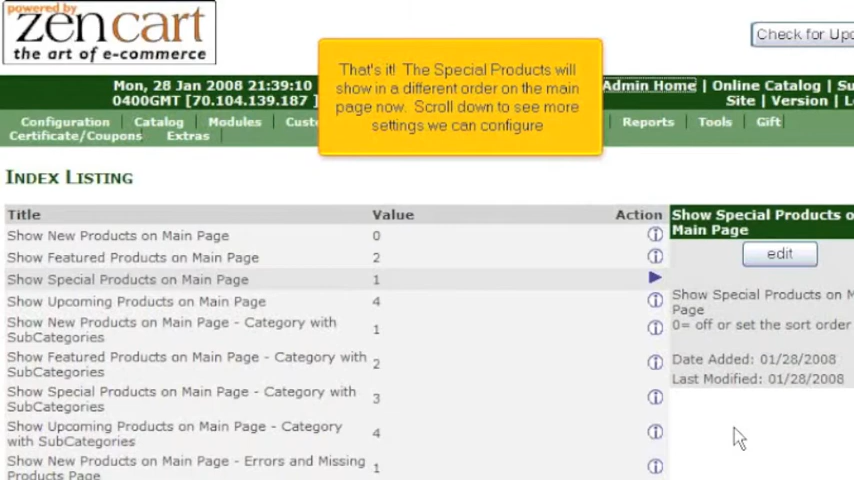 powered by
zen cart
the art of e-commerce
Check for Up
Mon, 28 Jan 2008 21:39:10
0400GMT [70.104.139.187 ]
That's it! The Special Products will
show in a different order on the main
page now. Scroll down to see more
settings we can configure
Admin Home | Online Catalog | Su
Site | Version | L
Configuration Catalog Modules Cust Reports Tools Gift
Certificate/Coupons Extras
INDEX LISTING
Title Value Action
Show New Products on Main Page 0
Show Featured Products on Main Page 2
Show Special Products on Main Page 1
Show Upcoming Products on Main Page 4
Show New Products on Main Page - Category with
SubCategories 1
Show Featured Products on Main Page - Category with
SubCategories 2
Show Special Products on Main Page - Category with
SubCategories 3
Show Upcoming Products on Main Page - Category
with SubCategories 4
Show New Products on Main Page - Errors and Missing
Products Page 1
Show Special Products o
Main Page
edit
Show Special Products on M
Page
0= off or set the sort order
Date Added: 01/28/2008
Last Modified: 01/28/2008